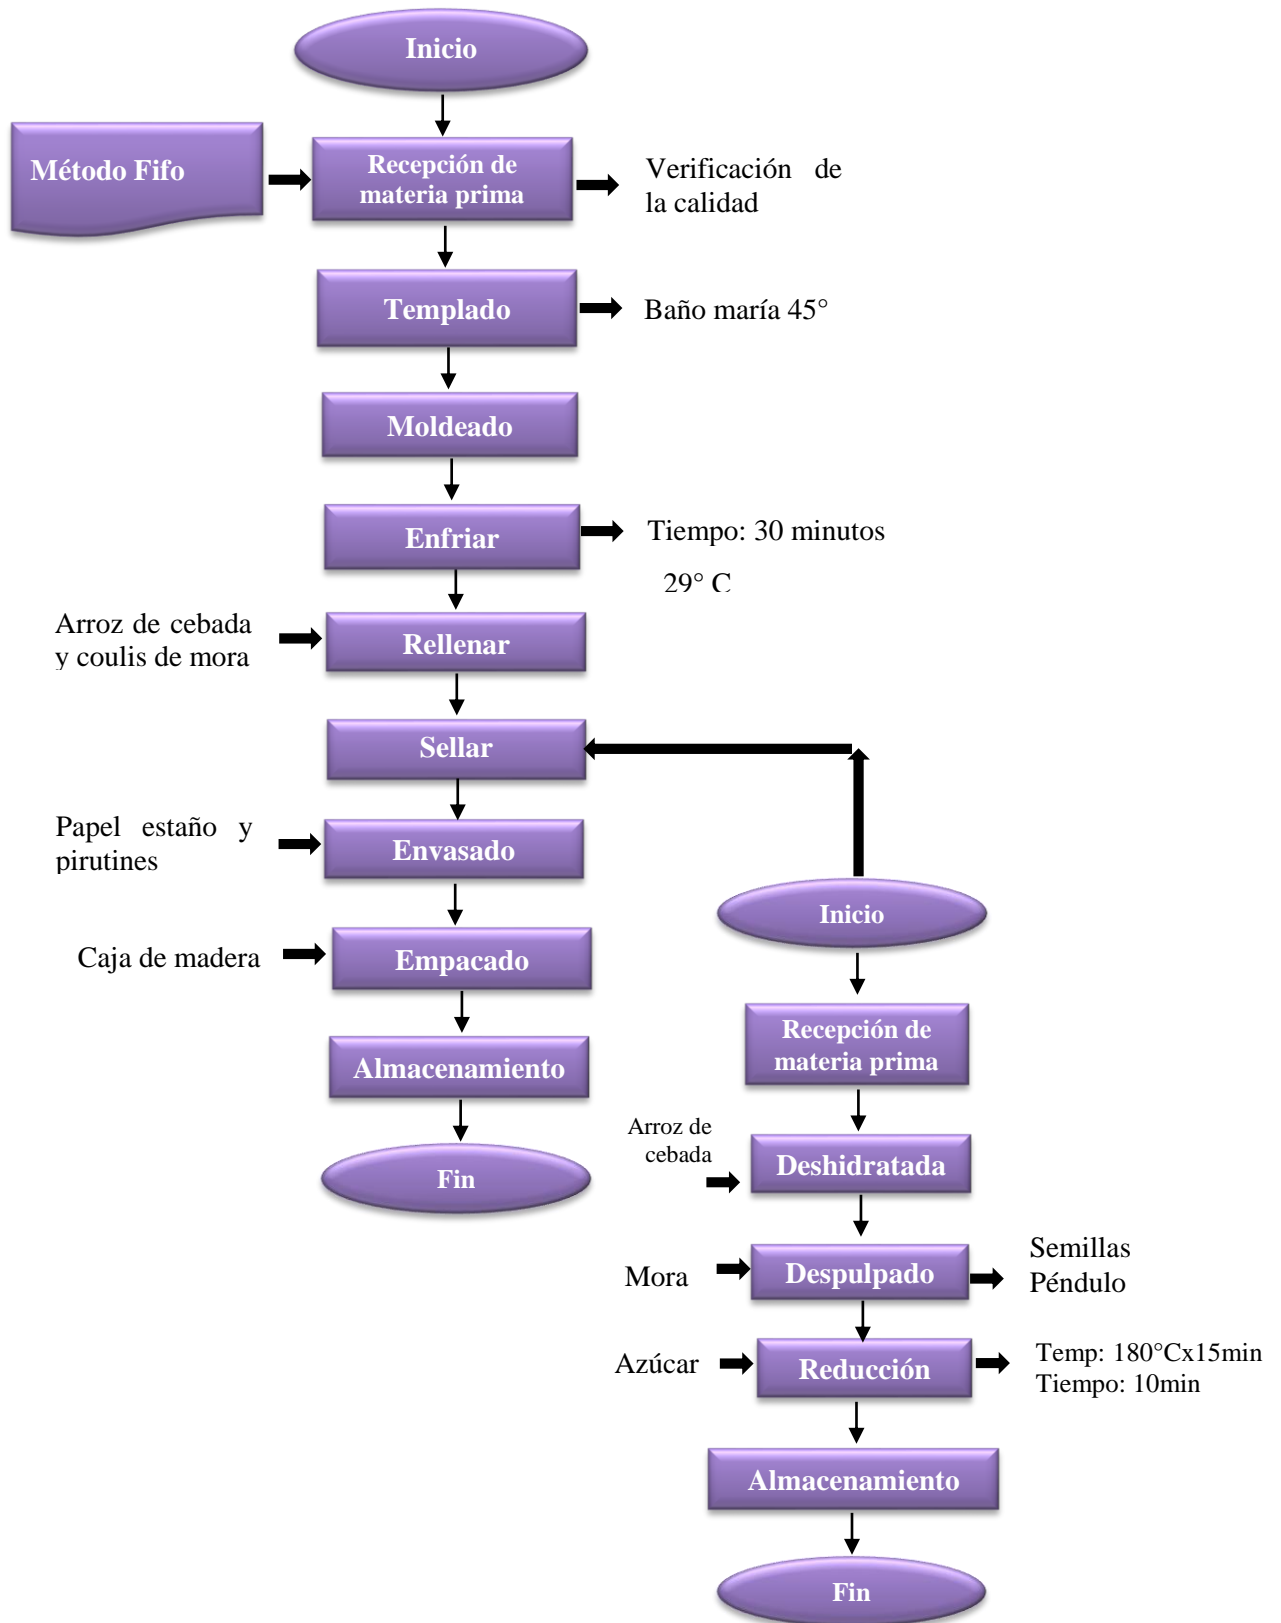 Inicio
Método Fifo
Recepción de
materia prima
Verificación de
la calidad
Templado
Baño maría 45°
Moldeado
Enfriar
Tiempo: 30 minutos
29° C
Arroz de cebada
y coulis de mora
Rellenar
Sellar
Papel estaño y
pirutines
Envasado
Caja de madera
Empacado
Almacenamiento
Fin
Inicio
Recepción de
materia prima
Arroz de
cebada
Deshidratada
Mora
Despulpado
Semillas
Péndulo
Azúcar
Reducción
Temp: 180°Cx15min
Tiempo: 10min
Almacenamiento
Fin